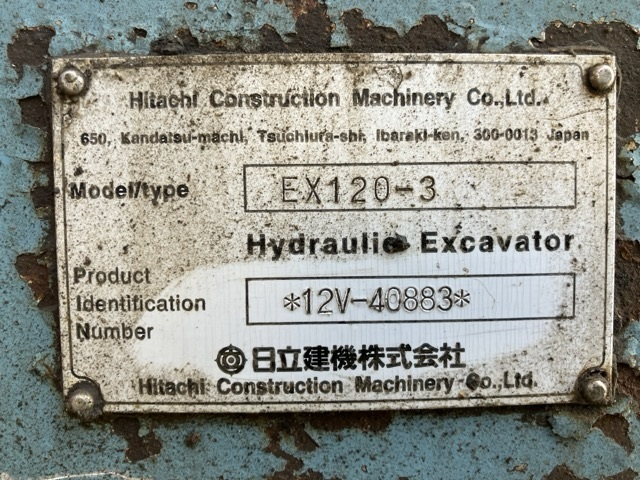 Hitachi Construction Machinery Co.,Ltd.
650, Kandatsu-machi, Tsuchiura-shi, Ibaraki-ken, 300-0013 Japan
Model/type EX120-3
Hydraulic Excavator
Product
Identification
Number
*12V-40883*
日立建機株式会社
Hitachi Construction Machinery Co.,Ltd.